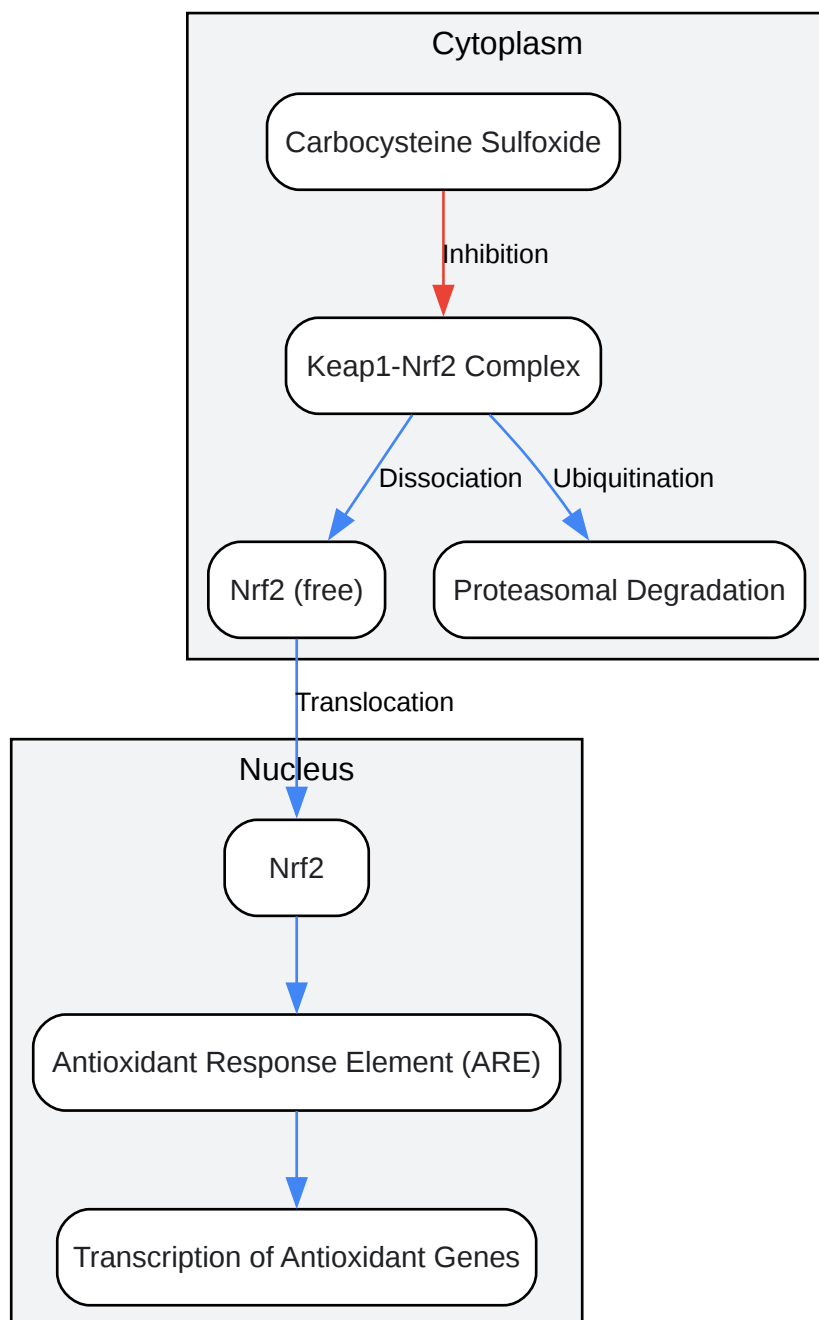 Cytoplasm
Carbocysteine Sulfoxide
Inhibition
Keap1-Nrf2 Complex
Dissociation
Ubiquitination
Nrf2 (free)
Proteasomal Degradation
Translocation
Nucleus
Nrf2
Antioxidant Response Element (ARE)
Transcription of Antioxidant Genes